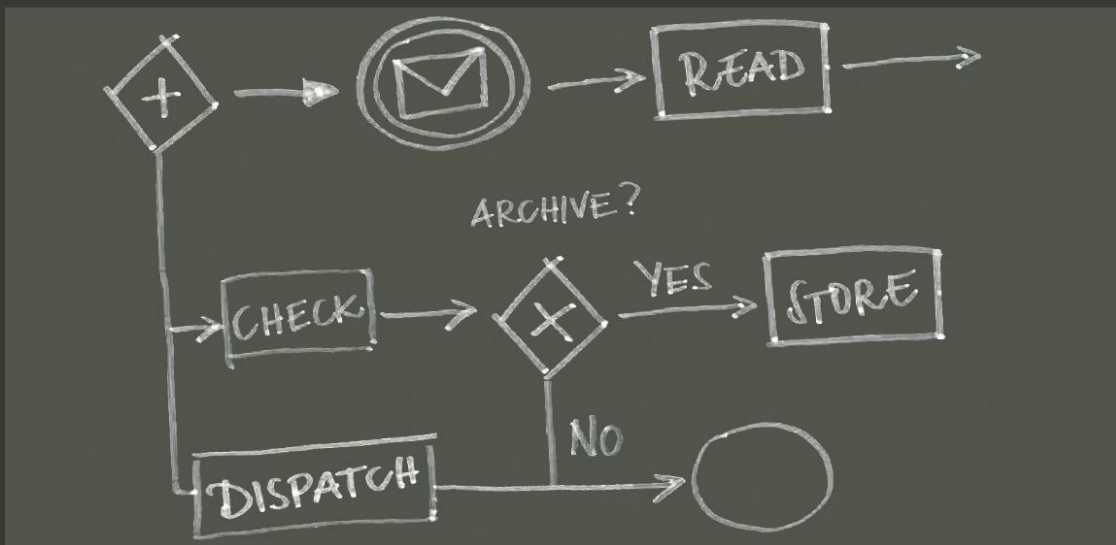 READ
ARCHIVE?
YES
CHECK
STORE
NO
DISPATCH